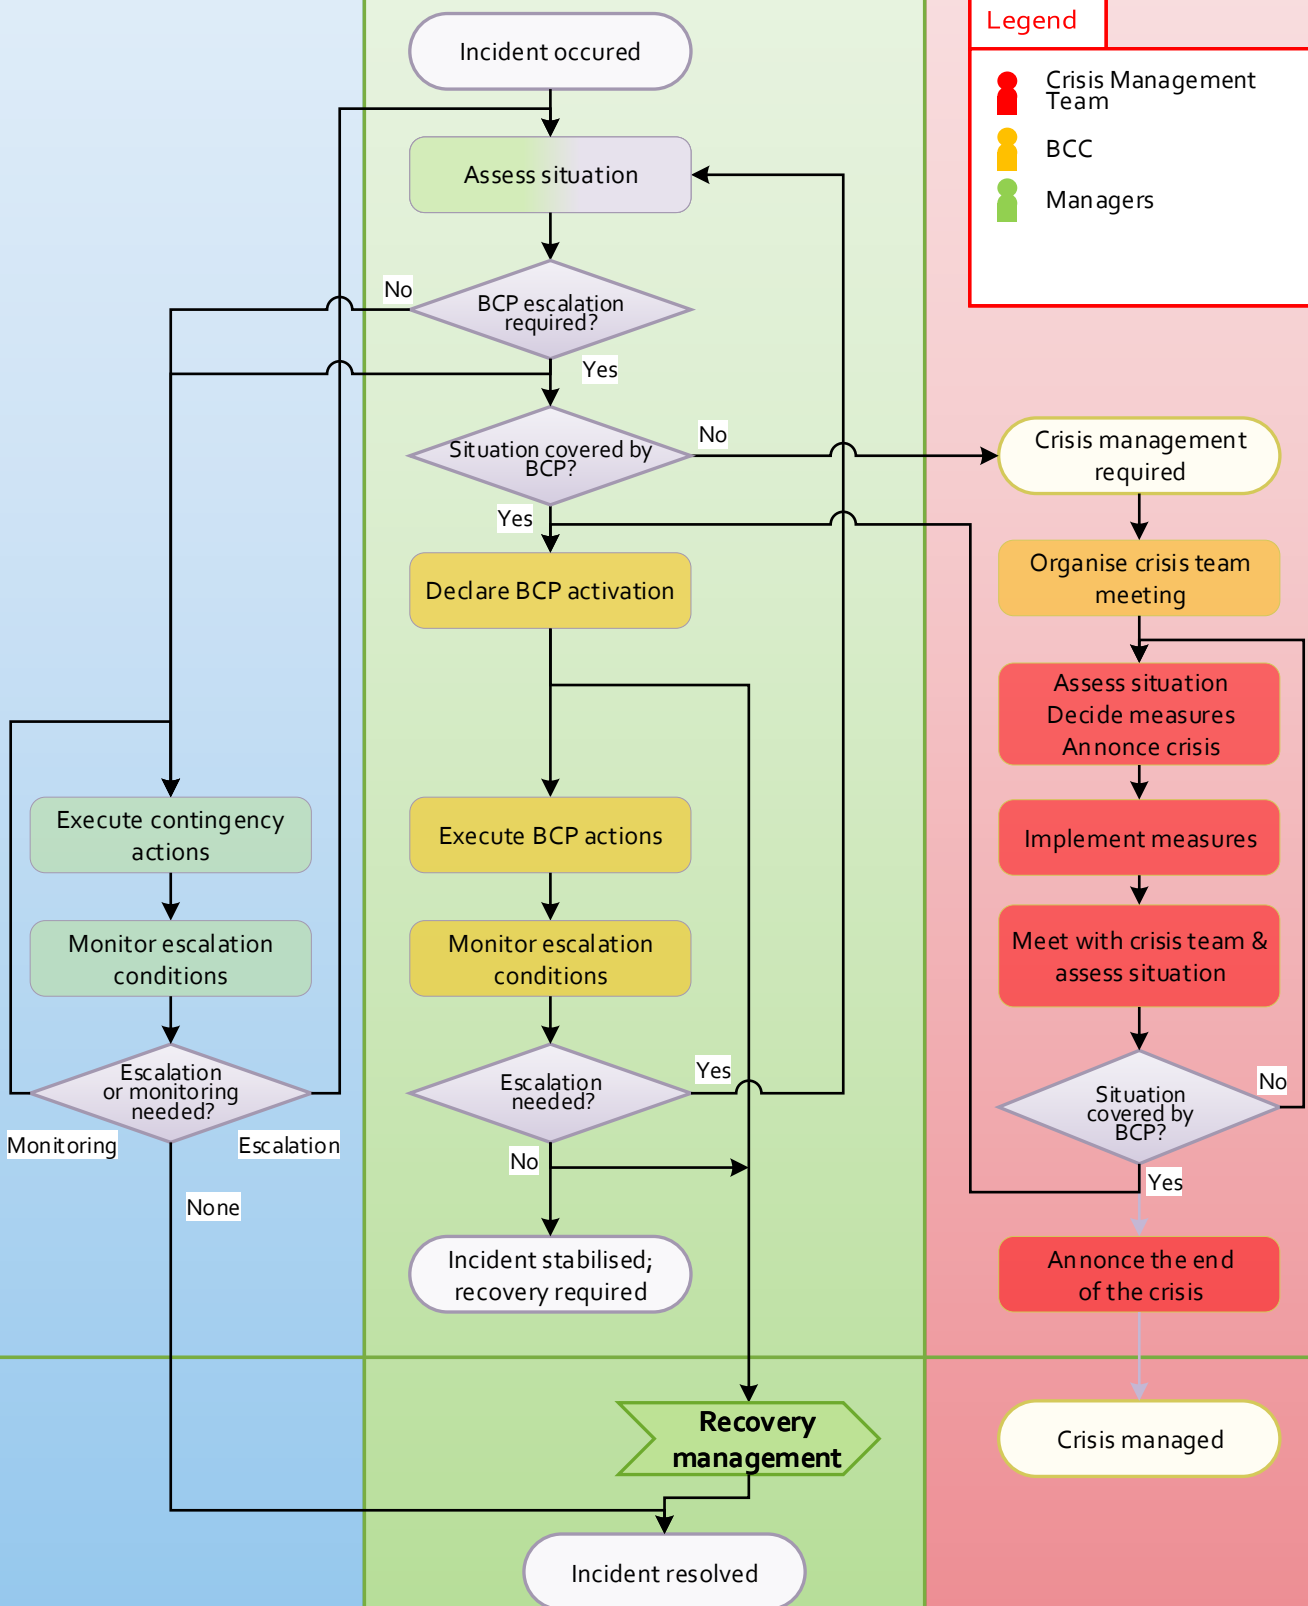 Incident occured
Legend
Crisis Management
Team
BCC
Managers
Assess situation
No
BCP escalation
required?
Yes
Situation covered by
BCP?
No
Crisis management
required
Yes
Organise crisis team
meeting
Declare BCP activation
Assess situation
Decide measures
Annonce crisis
Execute contingency
actions
Execute BCP actions
Implement measures
Monitor escalation
conditions
Monitor escalation
conditions
Meet with crisis team &
assess situation
Escalation
or monitoring
needed?
Monitoring
Escalation
None
Escalation
needed?
Yes
No
Situation
covered by
BCP?
No
Yes
Incident stabilised;
recovery required
Annonce the end
of the crisis
Recovery
management
Crisis managed
Incident resolved